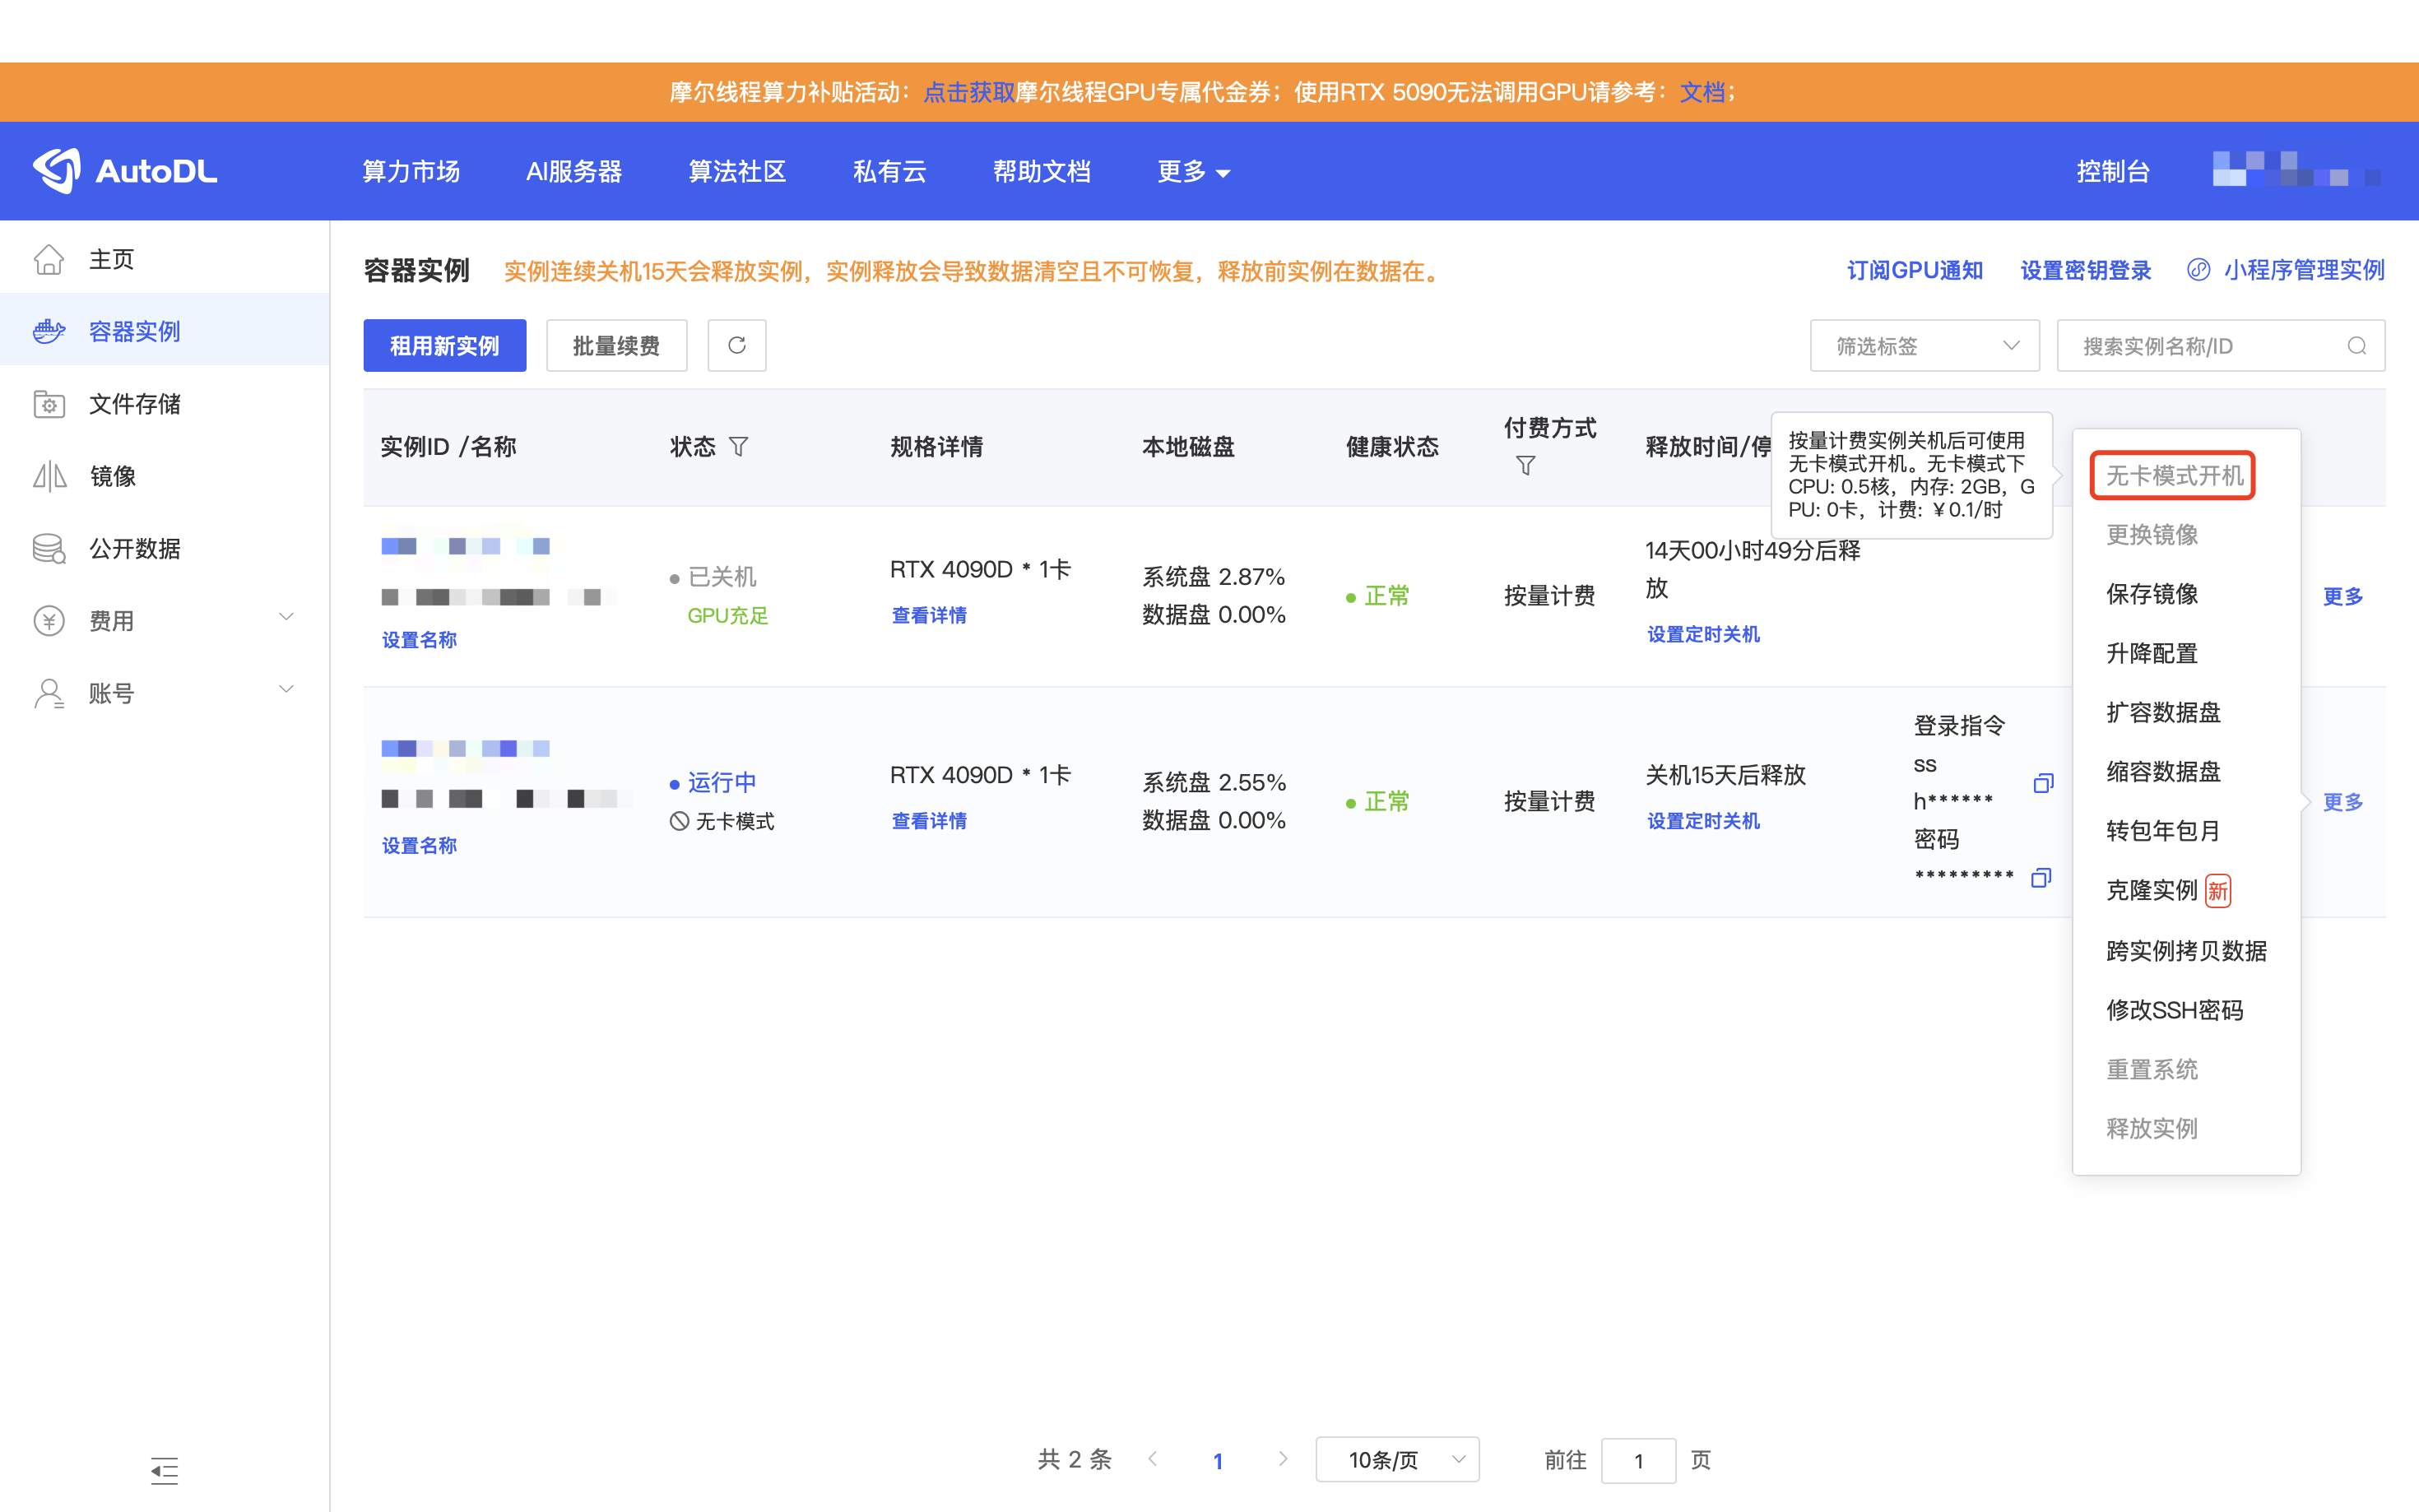 摩尔线程算力补贴活动：点击获取摩尔线程GPU专属代金券；使用RTX 5090无法调用GPU请参考：文档；
AutoDL 算力市场 AI服务器 算法社区 私有云 帮助文档 更多 控制台
主页
容器实例
文件存储
镜像
公开数据
费用
账号
容器实例 实例连续关机15天会释放实例，实例释放会导致数据清空且不可恢复，释放前实例在数据在。 订阅GPU通知 设置密钥登录 小程序管理实例
租用新实例 批量续费 筛选标签 搜索实例名称/ID
实例ID / 名称 状态 规格详情 本地磁盘 健康状态 付费方式 释放时间/停
按量计费实例关机后可使用
无卡模式开机。无卡模式下
CPU: 0.5核，内存: 2GB，G
PU: 0卡，计费: ¥0.1/时
设置名称
已关机
GPU充足
RTX 4090D * 1卡
查看详情
系统盘 2.87%
数据盘 0.00%
正常
按量计费
14天00小时49分后释
放
设置定时关机
更多
设置名称
运行中
无卡模式
RTX 4090D * 1卡
查看详情
系统盘 2.55%
数据盘 0.00%
正常
按量计费
关机15天后释放
设置定时关机
登录指令
ss
h******
密码
*********
更多
无卡模式开机
更换镜像
保存镜像
升降配置
扩容数据盘
缩容数据盘
转包年包月
克隆实例 新
跨实例拷贝数据
修改SSH密码
重置系统
释放实例
共 2 条 1 10条/页 前往 1 页